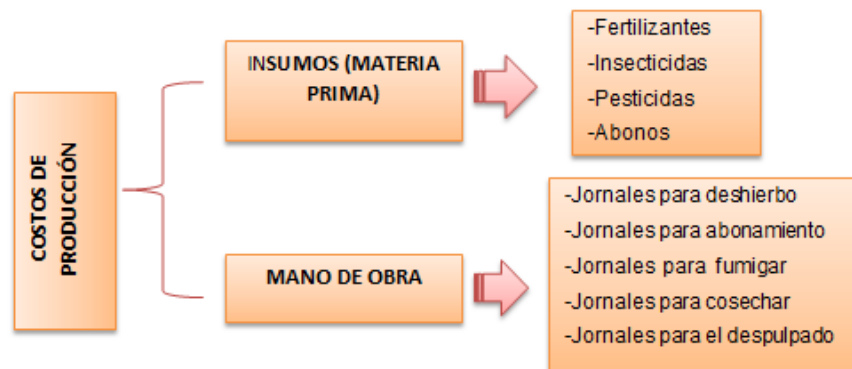 COSTOS DE
PRODUCCIÓN
INSUMOS (MATERIA
PRIMA)
-Fertilizantes
-Insecticidas
-Pesticidas
-Abonos
MANO DE OBRA
-Jornales para deshierbo
-Jornales para abonamiento
-Jornales para fumigar
-Jornales para cosechar
-Jornales para el despulpado